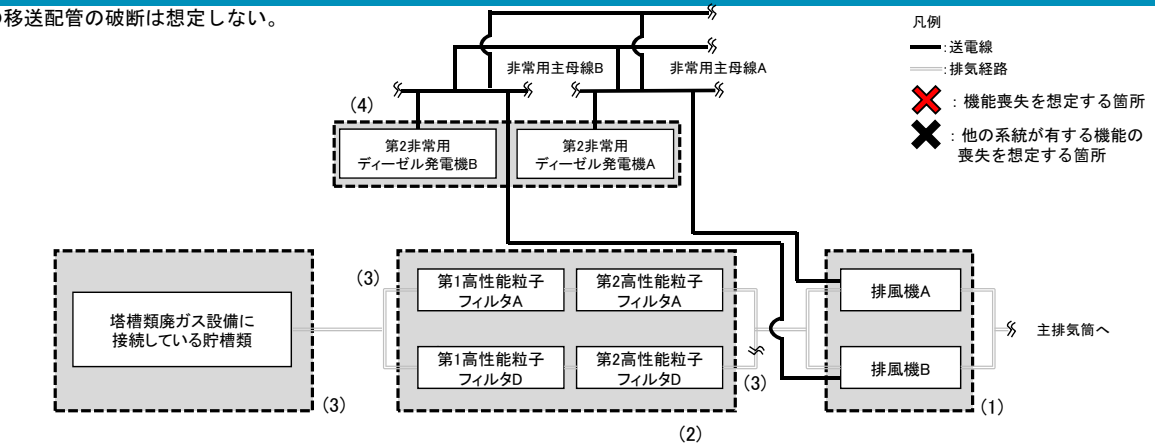 の移送配管の破断は想定しない。
凡例
：送電線
：排気経路
：機能喪失を想定する箇所
：他の系統が有する機能の
喪失を想定する箇所
非常用主母線B
非常用主母線A
(4)
第2非常用
ディーゼル発電機B
第2非常用
ディーゼル発電機A
塔槽類廃ガス設備に
接続している貯槽類
(3)
(3)
第1高性能粒子
フィルタA
第2高性能粒子
フィルタA
第1高性能粒子
フィルタD
第2高性能粒子
フィルタD
(3)
(2)
排風機A
排風機B
(1)
主排気筒へ